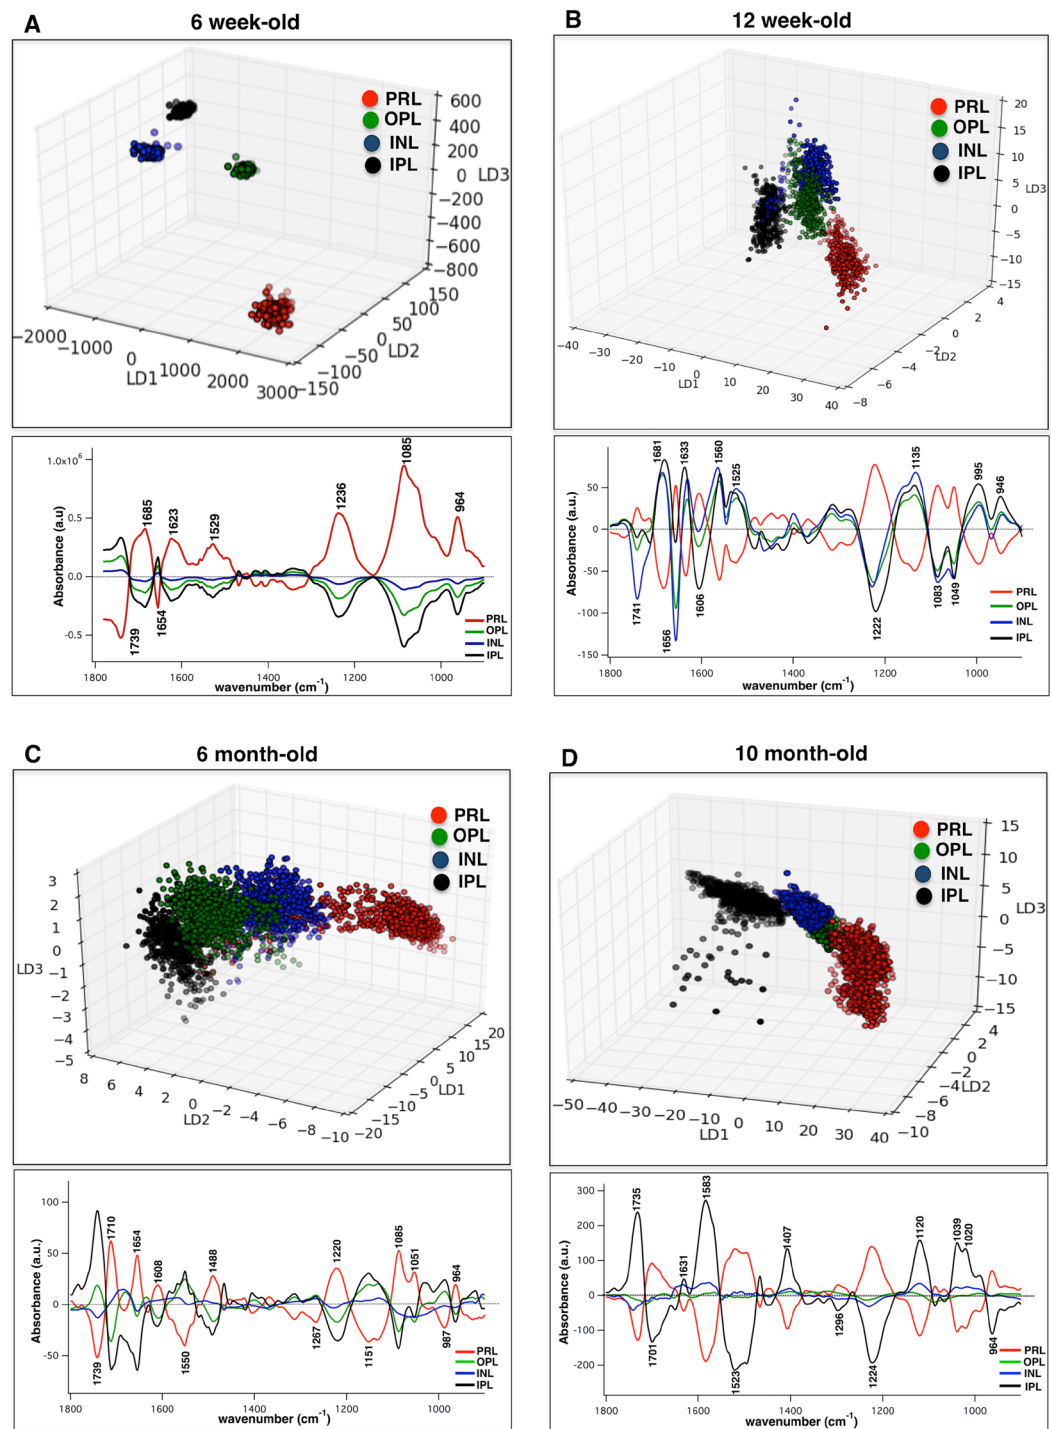 A 6 week-old
PRL
OPL
INL
IPL
600
400
200
0
−200
−400
−600
−800
LD3
150
100
50
0
−50
−100
−150
LD2
−2000
−1000
0
1000
2000
3000
LD1
1.0x10⁶
0.5
0.0
-0.5
Absorbance (a.u)
1739
1685
1654
1623
1529
1236
1085
964
PRL
OPL
INL
IPL
1800 1600 1400 1200 1000
wavenumber (cm⁻¹)
B 12 week-old
PRL
OPL
INL
IPL
20
15
10
5
0
−5
−10
−15
LD3
4
2
0
−2
−4
−6
−8
LD2
−40
−30
−20
−10
0
10
20
30
40
LD1
50
0
-50
-100
-150
Absorbance (a.u.)
1741
1681
1656
1633
1606
1560
1525
1222
1135
1083
1049
995
946
PRL
OPL
INL
IPL
1800 1600 1400 1200 1000
wavenumber (cm⁻¹)
C 6 month-old
PRL
OPL
INL
IPL
3
2
1
0
−1
−2
−3
−4
−5
LD3
8
6
4
2
0
−2
−4
−6
−8
−10
LD2
20
15
10
5
0
−5
−10
−15
−20
LD1
100
50
0
-50
Absorbance (a.u.)
1739
1710
1654
1608
1550
1488
1267
1220
1151
1085
1051
987
964
PRL
OPL
INL
IPL
1800 1600 1400 1200 1000
wavenumber (cm⁻¹)
D 10 month-old
PRL
OPL
INL
IPL
15
10
5
0
−5
−10
−15
LD3
4
2
0
−2
−4
−6
−8
−10
LD2
−50
−40
−30
−20
−10
0
10
20
30
40
LD1
300
200
100
0
-100
-200
Absorbance (a.u.)
1735
1701
1631
1583
1523
1407
1296
1224
1120
1039
1020
964
PRL
OPL
INL
IPL
1800 1600 1400 1200 1000
wavenumber (cm⁻¹)